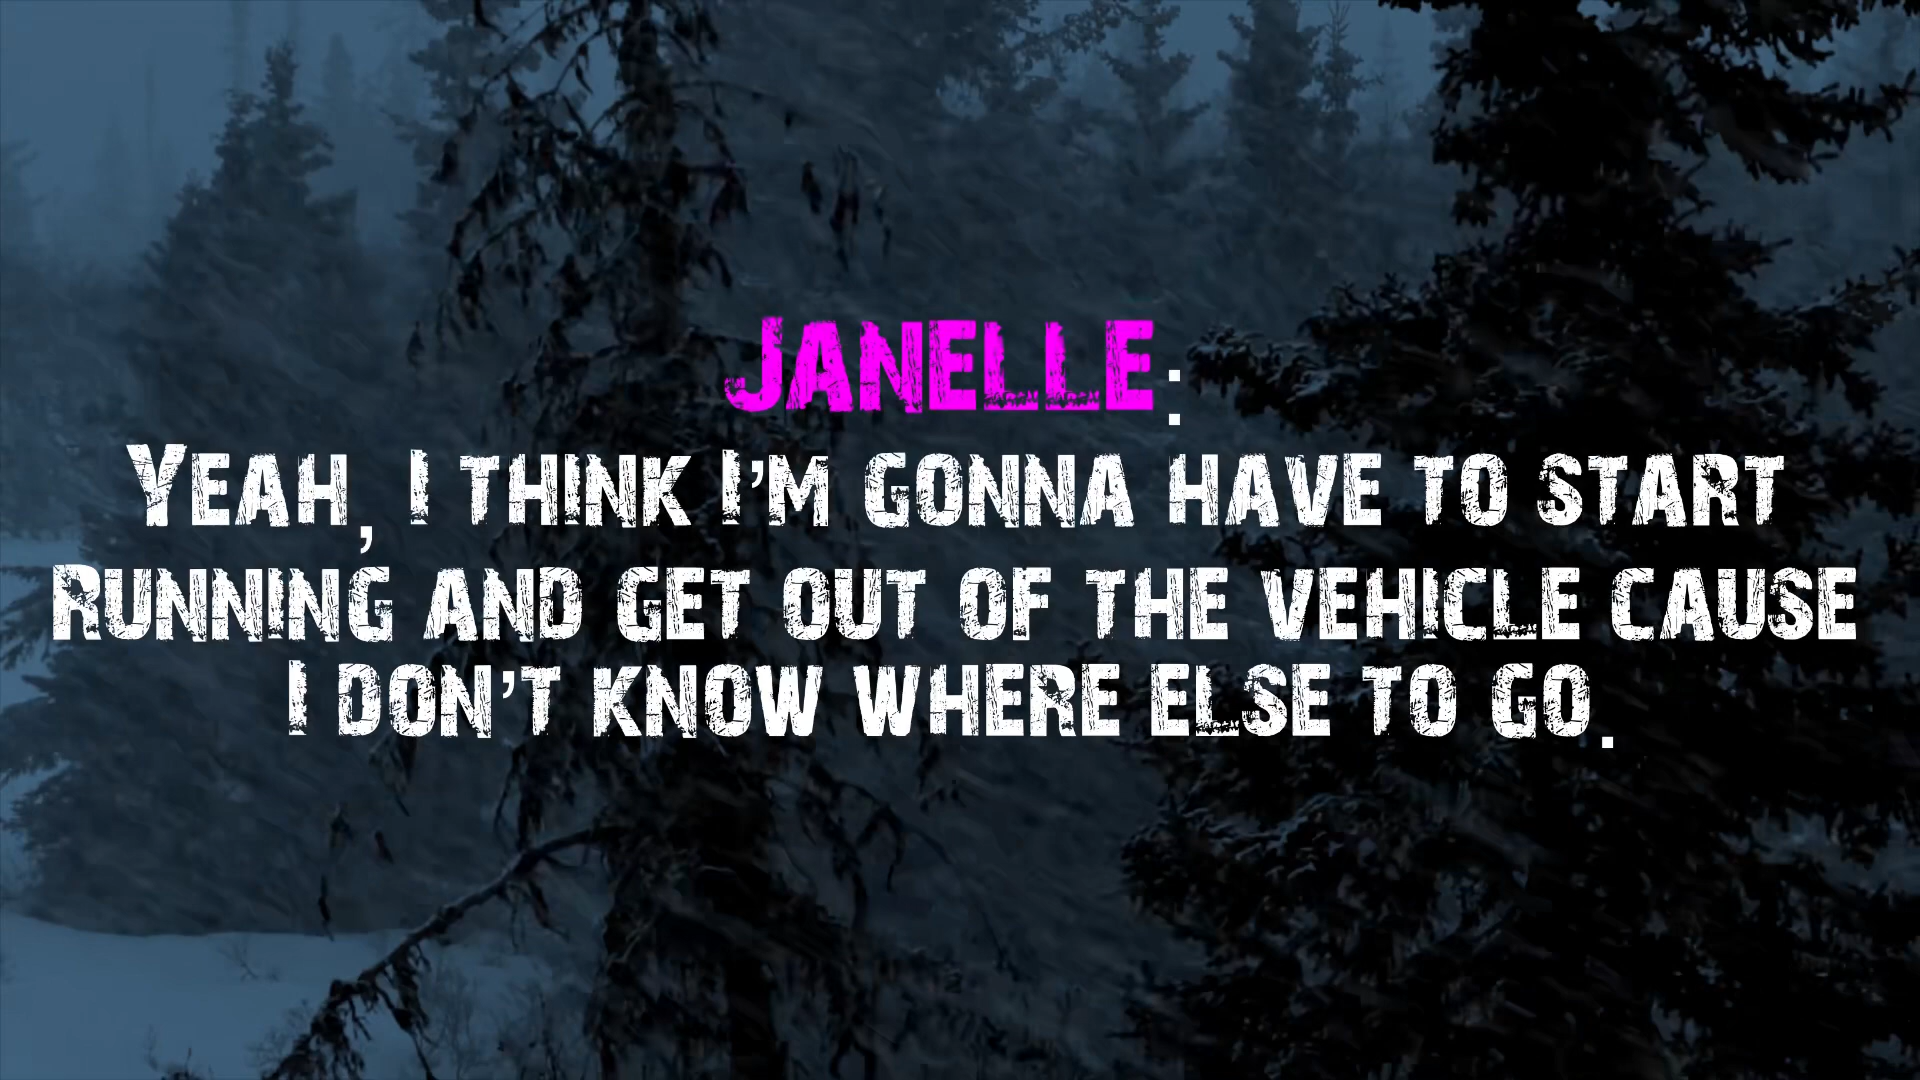 Janelle:
Yeah, I think I'm gonna have to start
running and get out of the vehicle cause
I don't know where else to go.